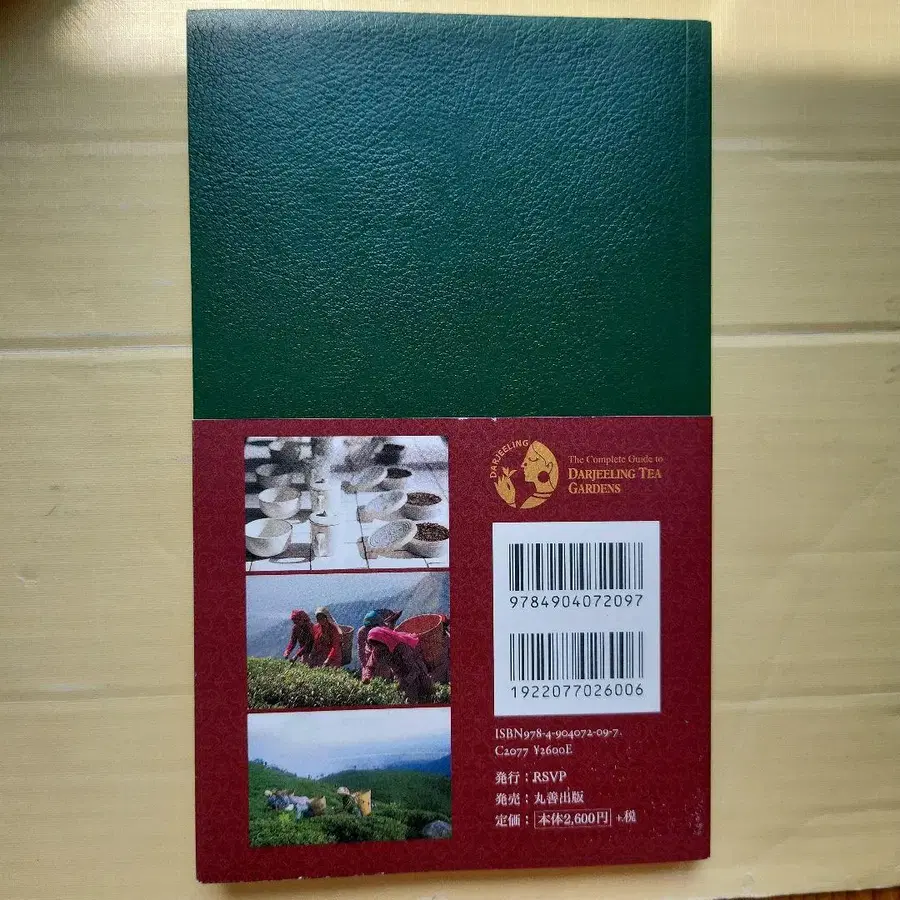 DARJEELING
The Complete Guide to
DARJEELING TEA
GARDENS
9784904072097
1922077026006
ISBN978-4-904072-09-7
C2077 ¥2600E
発行：RSVP
発売：丸善出版
定価：本体2,600円 +税